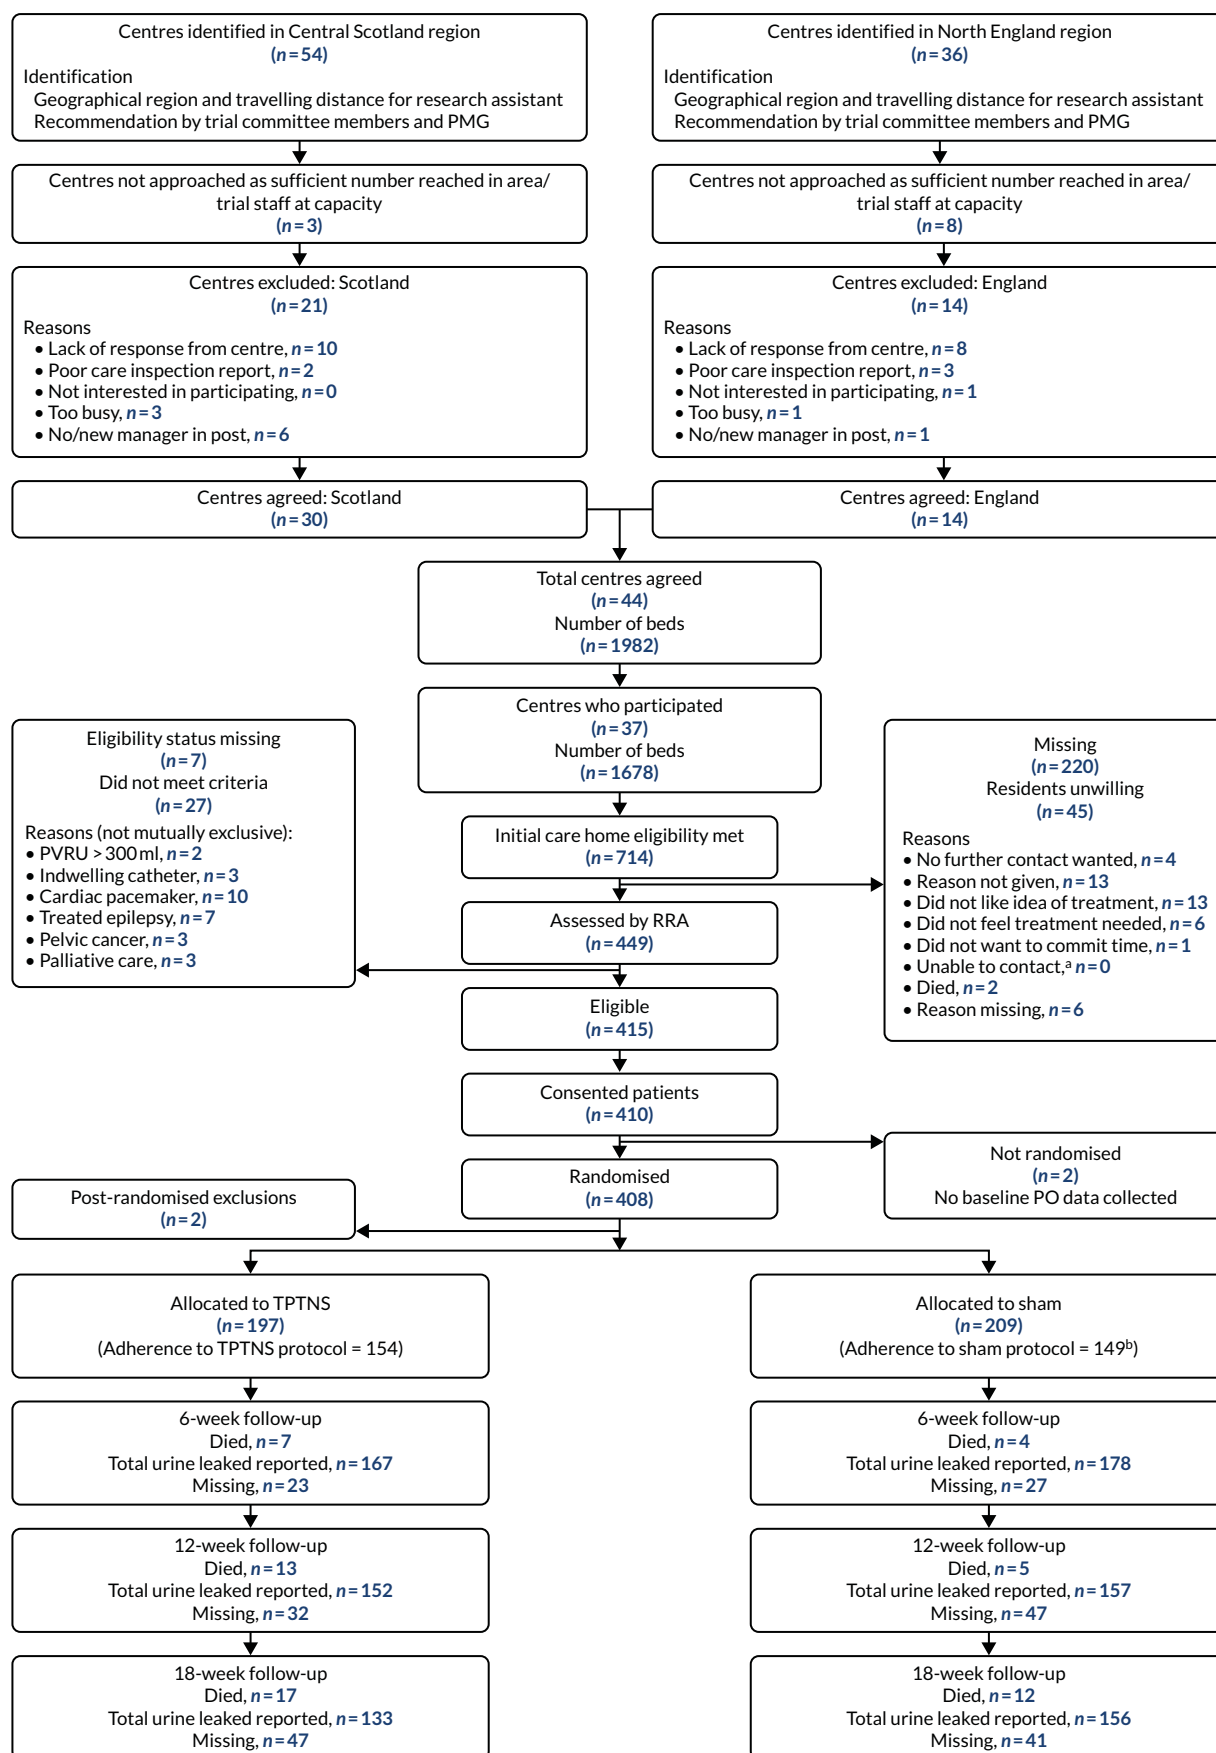 Centres identified in Central Scotland region
(n=54)
Identification
Geographical region and travelling distance for research assistant
Recommendation by trial committee members and PMG
Centres identified in North England region
(n=36)
Identification
Geographical region and travelling distance for research assistant
Recommendation by trial committee members and PMG
Centres not approached as sufficient number reached in area/
trial staff at capacity
(n=3)
Centres not approached as sufficient number reached in area/
trial staff at capacity
(n=8)
Centres excluded: Scotland
(n=21)
Reasons
• Lack of response from centre, n=10
• Poor care inspection report, n=2
• Not interested in participating, n=0
• Too busy, n=3
• No/new manager in post, n=6
Centres excluded: England
(n=14)
Reasons
• Lack of response from centre, n=8
• Poor care inspection report, n=3
• Not interested in participating, n=1
• Too busy, n=1
• No/new manager in post, n=1
Centres agreed: Scotland
(n=30)
Centres agreed: England
(n=14)
Total centres agreed
(n=44)
Number of beds
(n=1982)
Centres who participated
(n=37)
Number of beds
(n=1678)
Eligibility status missing
(n=7)
Did not meet criteria
(n=27)
Reasons (not mutually exclusive):
• PVRU > 300 ml, n=2
• Indwelling catheter, n=3
• Cardiac pacemaker, n=10
• Treated epilepsy, n=7
• Pelvic cancer, n=3
• Palliative care, n=3
Missing
(n=220)
Residents unwilling
(n=45)
Reasons
• No further contact wanted, n=4
• Reason not given, n=13
• Did not like idea of treatment, n=13
• Did not feel treatment needed, n=6
• Did not want to commit time, n=1
• Unable to contact,ᵃ n=0
• Died, n=2
• Reason missing, n=6
Initial care home eligibility met
(n=714)
Assessed by RRA
(n=449)
Eligible
(n=415)
Consented patients
(n=410)
Not randomised
(n=2)
No baseline PO data collected
Randomised
(n=408)
Post-randomised exclusions
(n=2)
Allocated to TPTNS
(n=197)
(Adherence to TPTNS protocol = 154)
Allocated to sham
(n=209)
(Adherence to sham protocol = 149ᵇ)
6-week follow-up
Died, n=7
Total urine leaked reported, n=167
Missing, n=23
6-week follow-up
Died, n=4
Total urine leaked reported, n=178
Missing, n=27
12-week follow-up
Died, n=13
Total urine leaked reported, n=152
Missing, n=32
12-week follow-up
Died, n=5
Total urine leaked reported, n=157
Missing, n=47
18-week follow-up
Died, n=17
Total urine leaked reported, n=133
Missing, n=47
18-week follow-up
Died, n=12
Total urine leaked reported, n=156
Missing, n=41